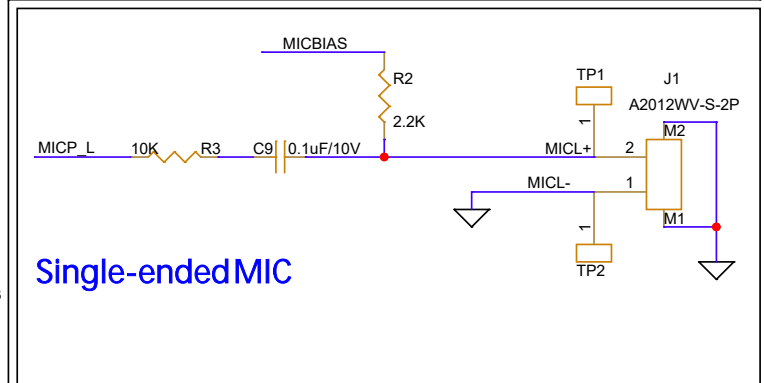 MICBIAS
R2
2.2K
TP1
1
J1
A2012WV-S-2P
M2
MICP_L
10K
R3
C9
0.1uF/10V
MICL+
2
MICL-
1
M1
1
TP2
Single-ended MIC